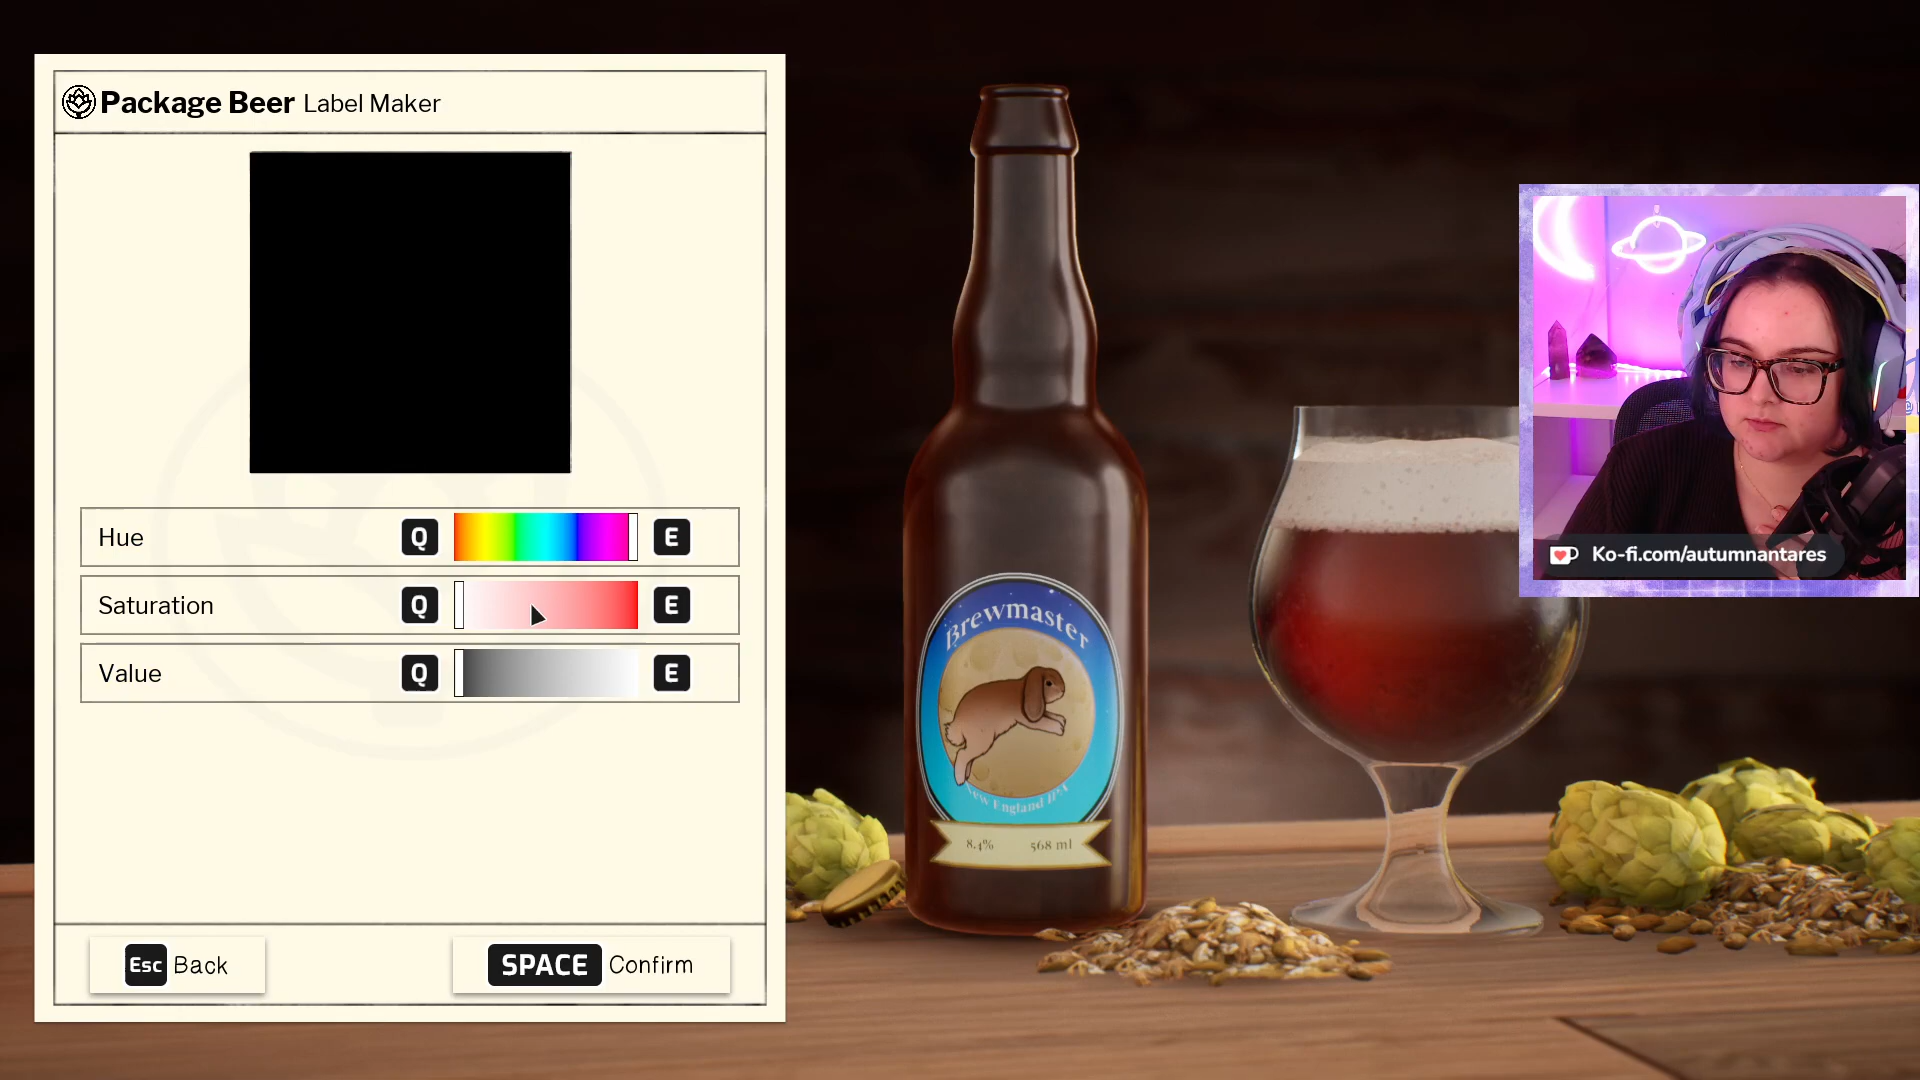 Package Beer Label Maker
Hue Q E
Saturation Q E
Value Q E
Esc Back
SPACE Confirm
Brewmaster
New England IPA
8.4% 568 ml
Ko-fi.com/autumnantares